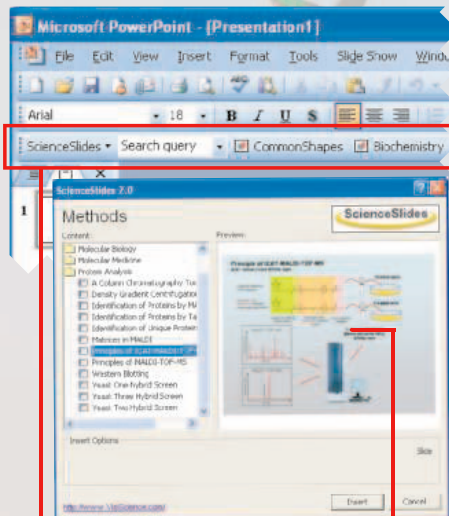 Microsoft PowerPoint - [Presentation1]
File Edit View Insert Format Tools Slide Show
Arial 18 B I U S
ScienceSlides Search query CommonShapes Biochemistry
1
ScienceSlides 2.0
Methods
ScienceSlides
Content: Preview:
Molecular Biology
Molecular Medicine
Protein Analysis
A Column Chromatography
Density Gradient Centrifugation
Identification of Proteins by
Identification of Proteins by
Identification of Unique Protein
Matrices in MALDI
Principles of
Principles of MALDI-TOP-MS
Western Blotting
Yeast One Hybrid Screen
Yeast Three Hybrid Screen
Yeast Two Hybrid Screen
Insert Options
Slide
Insert Cancel